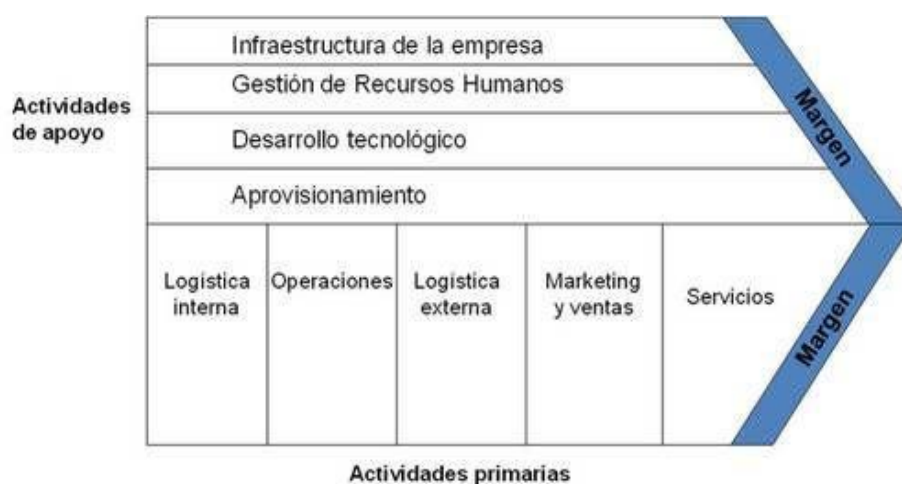 Infraestructura de la empresa
Gestión de Recursos Humanos
Actividades
de apoyo
Desarrollo tecnológico
Aprovisionamiento
Margen
Logística
interna
Operaciones
Logística
externa
Marketing
y ventas
Servicios
Margen
Actividades primarias